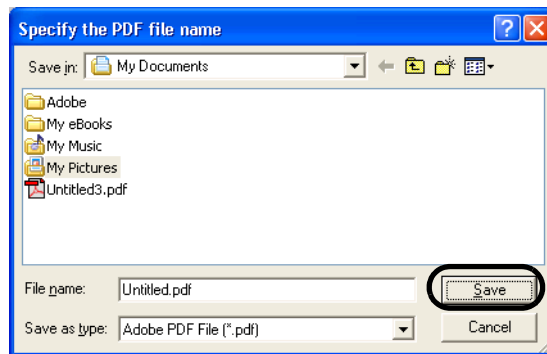 Specify the PDF file name
Save in: My Documents
Adobe
My eBooks
My Music
My Pictures
Untitled3.pdf
File name: Untitled.pdf Save
Save as type: Adobe PDF File (*.pdf) Cancel